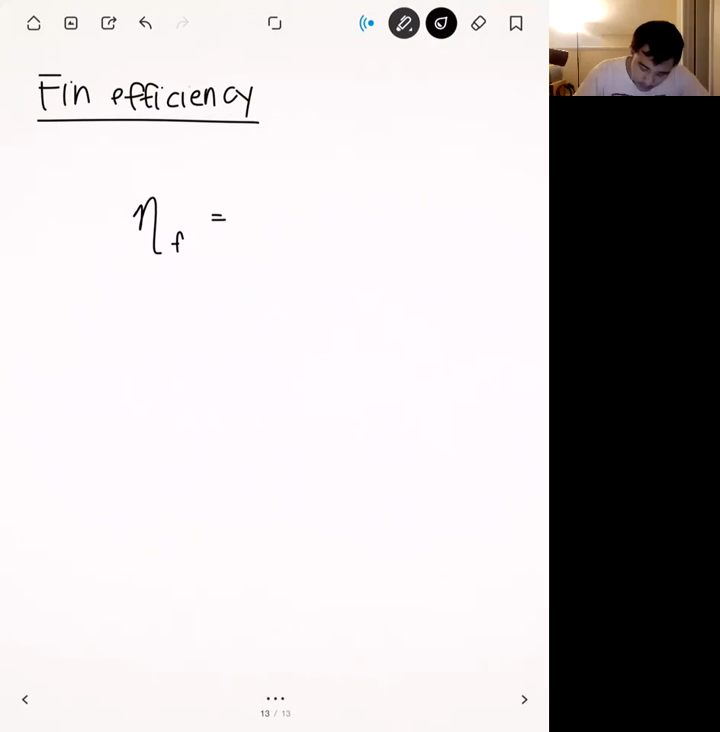 Fin efficiency
η_f =
13 / 13